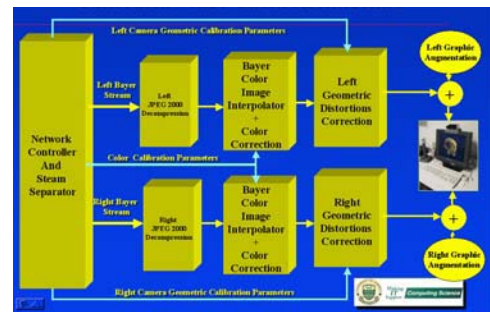 Left Camera Geometric Calibration Parameters
Left Graphic
Augmentation
Left Bayer
Stream
Left
JPEG 2000
Decompression
Bayer
Color
Image
Interpolator
+
Color
Correction
Left
Geometric
Distortions
Correction
+
Network
Controller
And
Steam
Separator
Color Calibration Parameters
Right Bayer
Stream
Right
JPEG 2000
Decompression
Bayer
Color
Image
Interpolator
+
Color
Correction
Right
Geometric
Distortions
Correction
+
Right Graphic
Augmentation
Right Camera Geometric Calibration Parameters
Computing Science